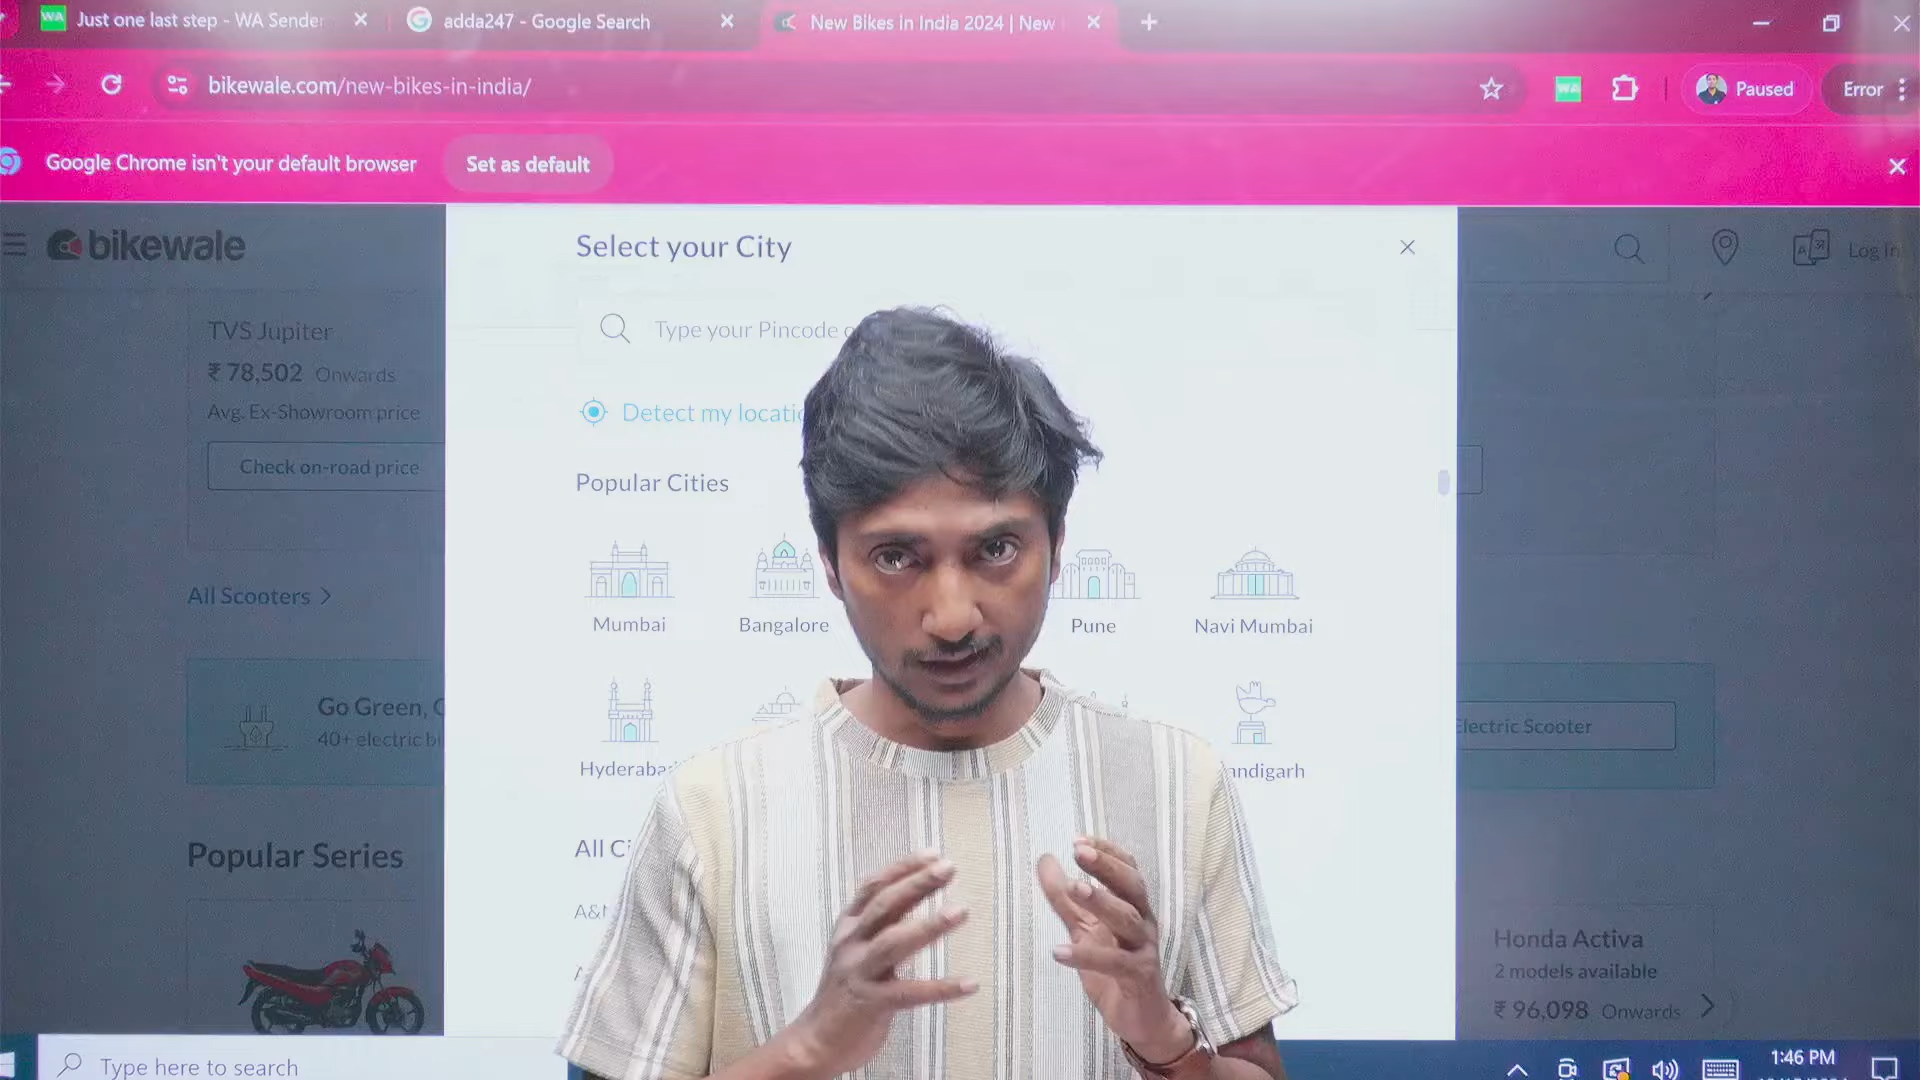 WA Just one last step - WA Sender
adda247 - Google Search
New Bikes in India 2024 | New
bikewale.com/new-bikes-in-india/
WA
Paused
Error
Google Chrome isn't your default browser
Set as default
bikewale
Log In
Select your City
Type your Pincode
Detect my
Popular Cities
Mumbai
Bangalore
Pune
Navi Mumbai
TVS Jupiter
₹ 78,502 Onwards
Avg. Ex-Showroom price
Check on-road price
All Scooters
Go Green,
40+ electric
Electric Scooter
Popular Series
All
Honda Activa
2 models available
₹ 96,098 Onwards
Type here to search
1:46 PM